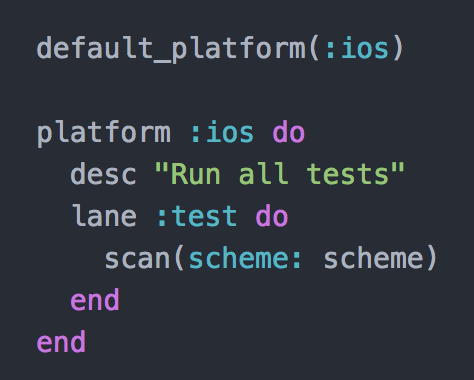 default_platform(:ios)
platform :ios do
desc "Run all tests"
lane :test do
scan(scheme: scheme)
end
end